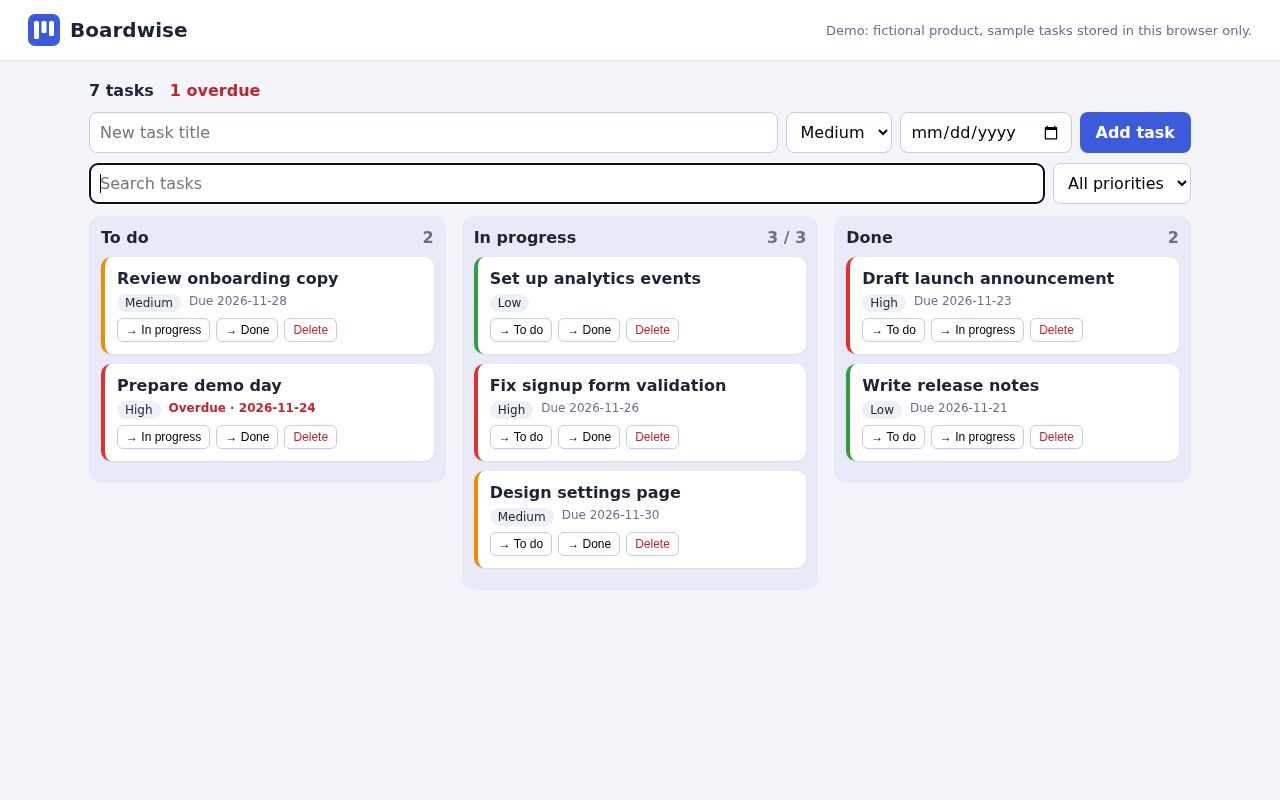 Boardwise
Demo: fictional product, sample tasks stored in this browser only.
7 tasks 1 overdue
New task title Medium mm/dd/yyyy Add task
Search tasks All priorities
To do 2
Review onboarding copy
Medium Due 2026-11-28
→ In progress → Done Delete
Prepare demo day
High Overdue · 2026-11-24
→ In progress → Done Delete
In progress 3 / 3
Set up analytics events
Low
→ To do → Done Delete
Fix signup form validation
High Due 2026-11-26
→ To do → Done Delete
Design settings page
Medium Due 2026-11-30
→ To do → Done Delete
Done 2
Draft launch announcement
High Due 2026-11-23
→ To do → In progress Delete
Write release notes
Low Due 2026-11-21
→ To do → In progress Delete